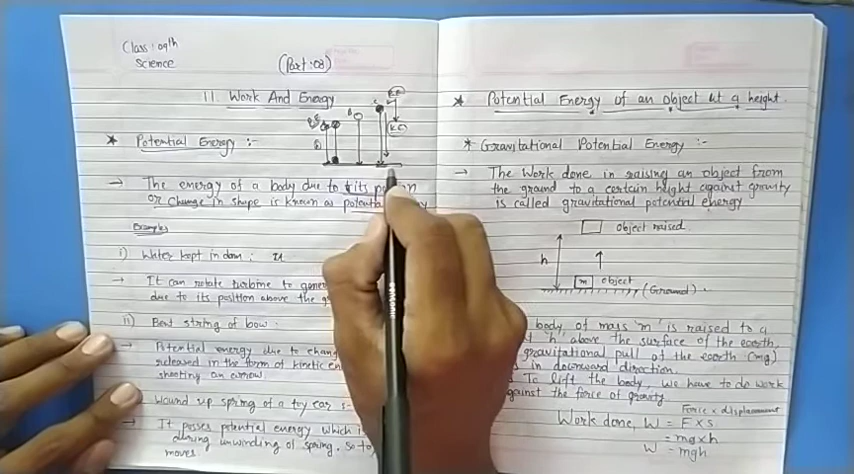 Class: 09th
Science
(Part:08)
11. Work And Energy
* Potential Energy :-
→ The energy of a body due to its
or change in shape is known as
Examples
i) Water kept in dam :
→ It can rotate turbine to
due to its position above the
ii) Bent string of bow :
→ Potential energy due to
released in the form of kinetic
shooting an arrow.
Wound up spring of a toy car :-
→ It posses potential energy which
during unwinding of spring. so
moves.
* Potential Energy of an object at a height.
* Gravitational Potential Energy :-
→ The Work done in raising an object from
the ground to a certain height against gravity
is called gravitational potential energy
object raised.
h
m object
(Ground).
body, of mass 'm' is raised to a
'h' above the surface of the earth,
gravitational pull of the earth (mg)
in downward direction.
To lift the body, we have to do work
against the force of gravity.
Force x displacement
Work done, W = F x s
= mg x h
W = mgh